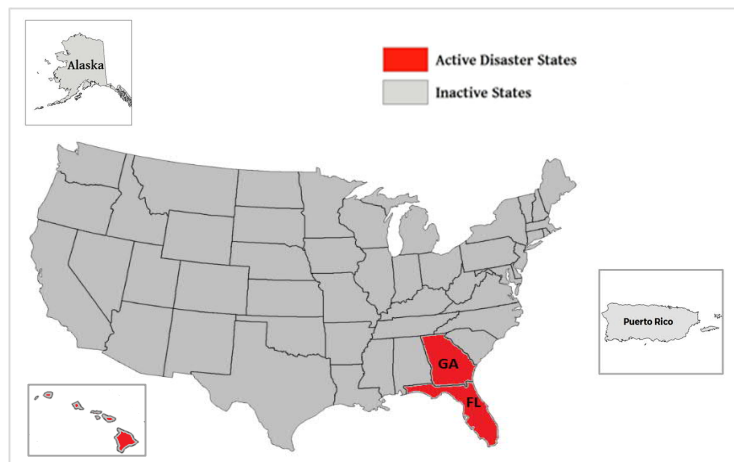 Alaska
Active Disaster States
Inactive States
Puerto Rico
GA
FL